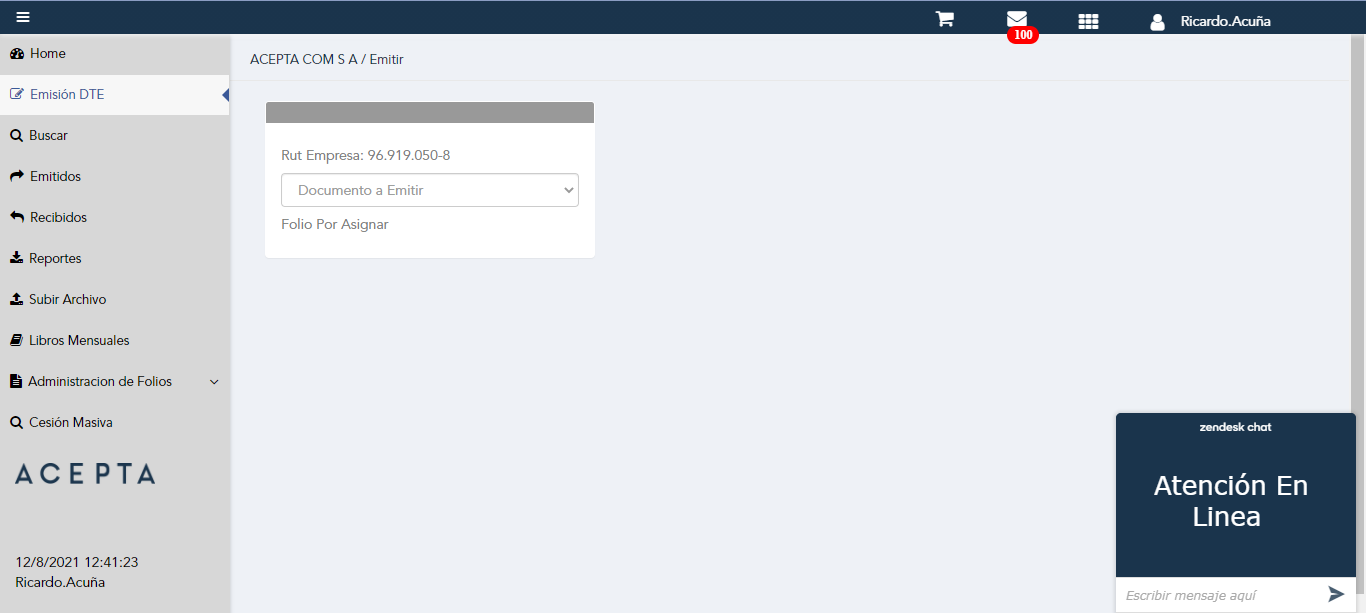 Ricardo.Acuña
100
Home
ACEPTA COM S A / Emitir
Emisión DTE
Buscar
Emitidos
Recibidos
Reportes
Subir Archivo
Libros Mensuales
Administracion de Folios
Cesión Masiva
ACEPTA
12/8/2021 12:41:23
Ricardo.Acuña
Rut Empresa: 96.919.050-8
Documento a Emitir
Folio Por Asignar
zendesk chat
Atención En
Linea
Escribir mensaje aquí